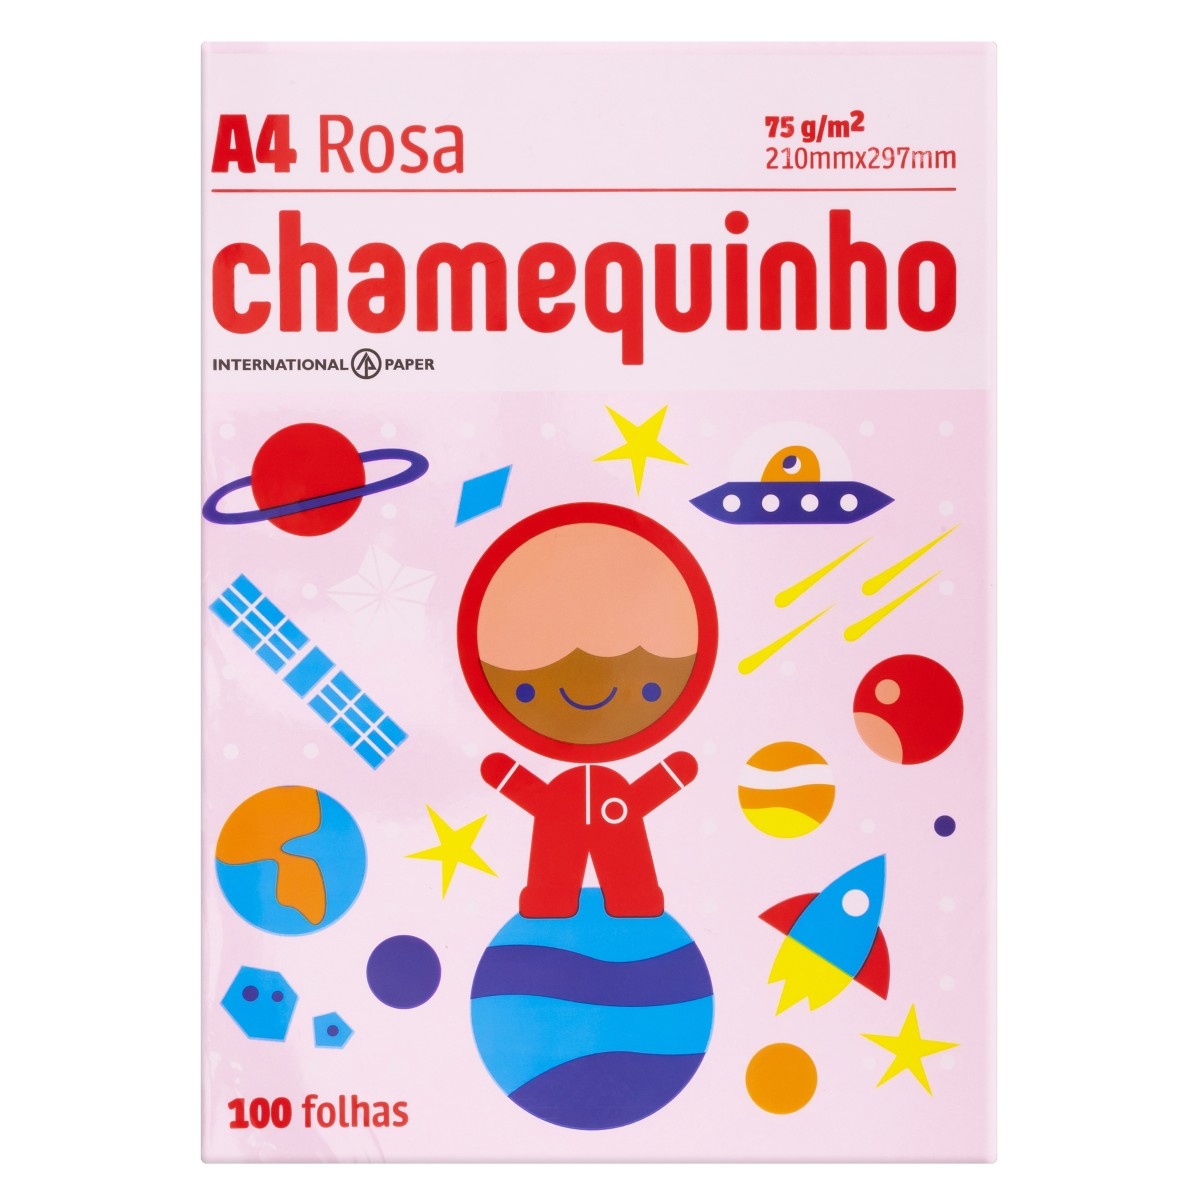 A4 Rosa
75 g/m²
210mmx297mm
chamequinho
INTERNATIONAL PAPER
100 folhas